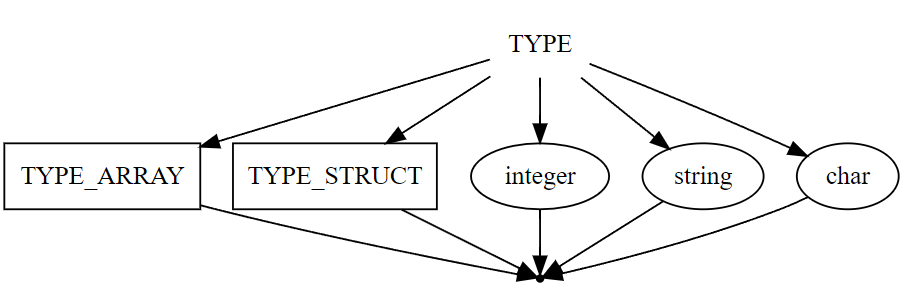 TYPE
TYPE_ARRAY
TYPE_STRUCT
integer
string
char